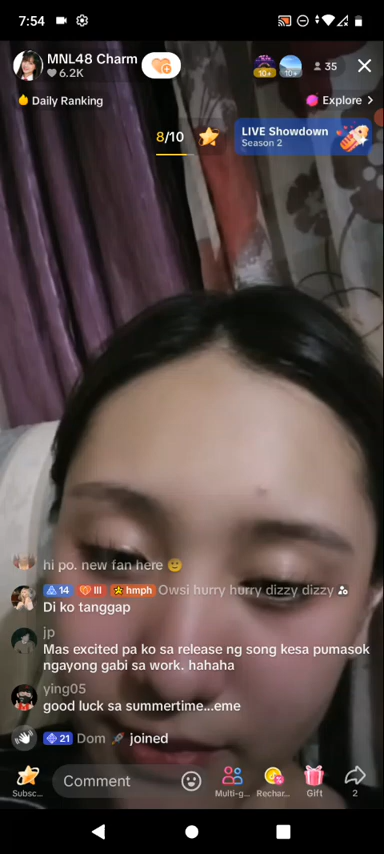 7:54
MNL48 Charm
6.2K
10+
10+
35
Daily Ranking
Explore >
8/10
LIVE Showdown
Season 2
hi po. new fan here 🙂
14 III hmph Owsi hurry hurry dizzy dizzy
Di ko tanggap
jp
Mas excited pa ko sa release ng song kesa pumasok
ngayong gabi sa work. hahaha
ying05
good luck sa summertime...eme
21 Dom 🚀 joined
Comment
Subsc...
Multi-g...
Rechar...
Gift
2